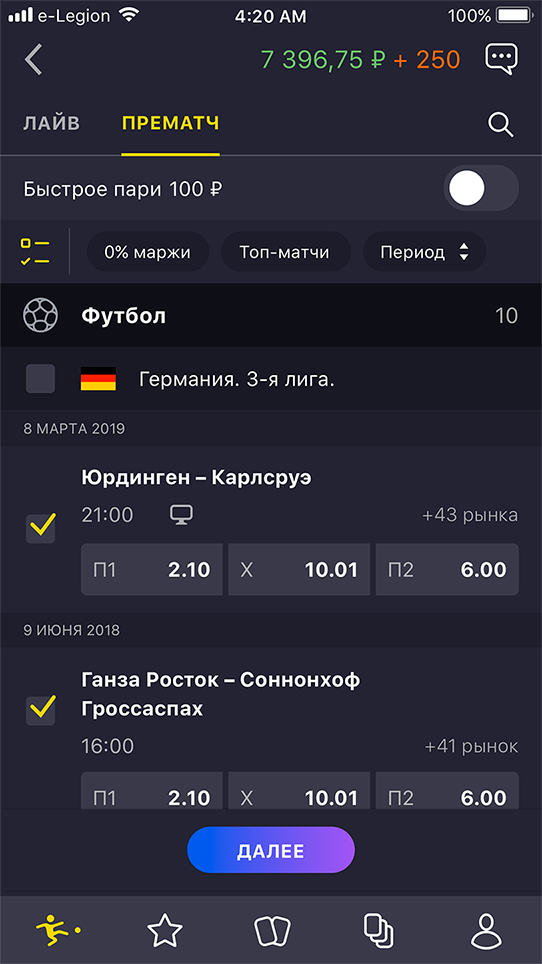 e-Legion 4:20 AM 100%
7 396,75 ₽ + 250
ЛАЙВ ПРЕМАТЧ
Быстрое пари 100 ₽
0% маржи Топ-матчи Период
Футбол 10
Германия. 3-я лига.
8 МАРТА 2019
Юрдинген – Карлсруэ
21:00 +43 рынка
П1 2.10 X 10.01 П2 6.00
9 ИЮНЯ 2018
Ганза Росток – Соннонхоф
Гроссаспах
16:00 +41 рынок
П1 2.10 X 10.01 П2 6.00
ДАЛЕЕ